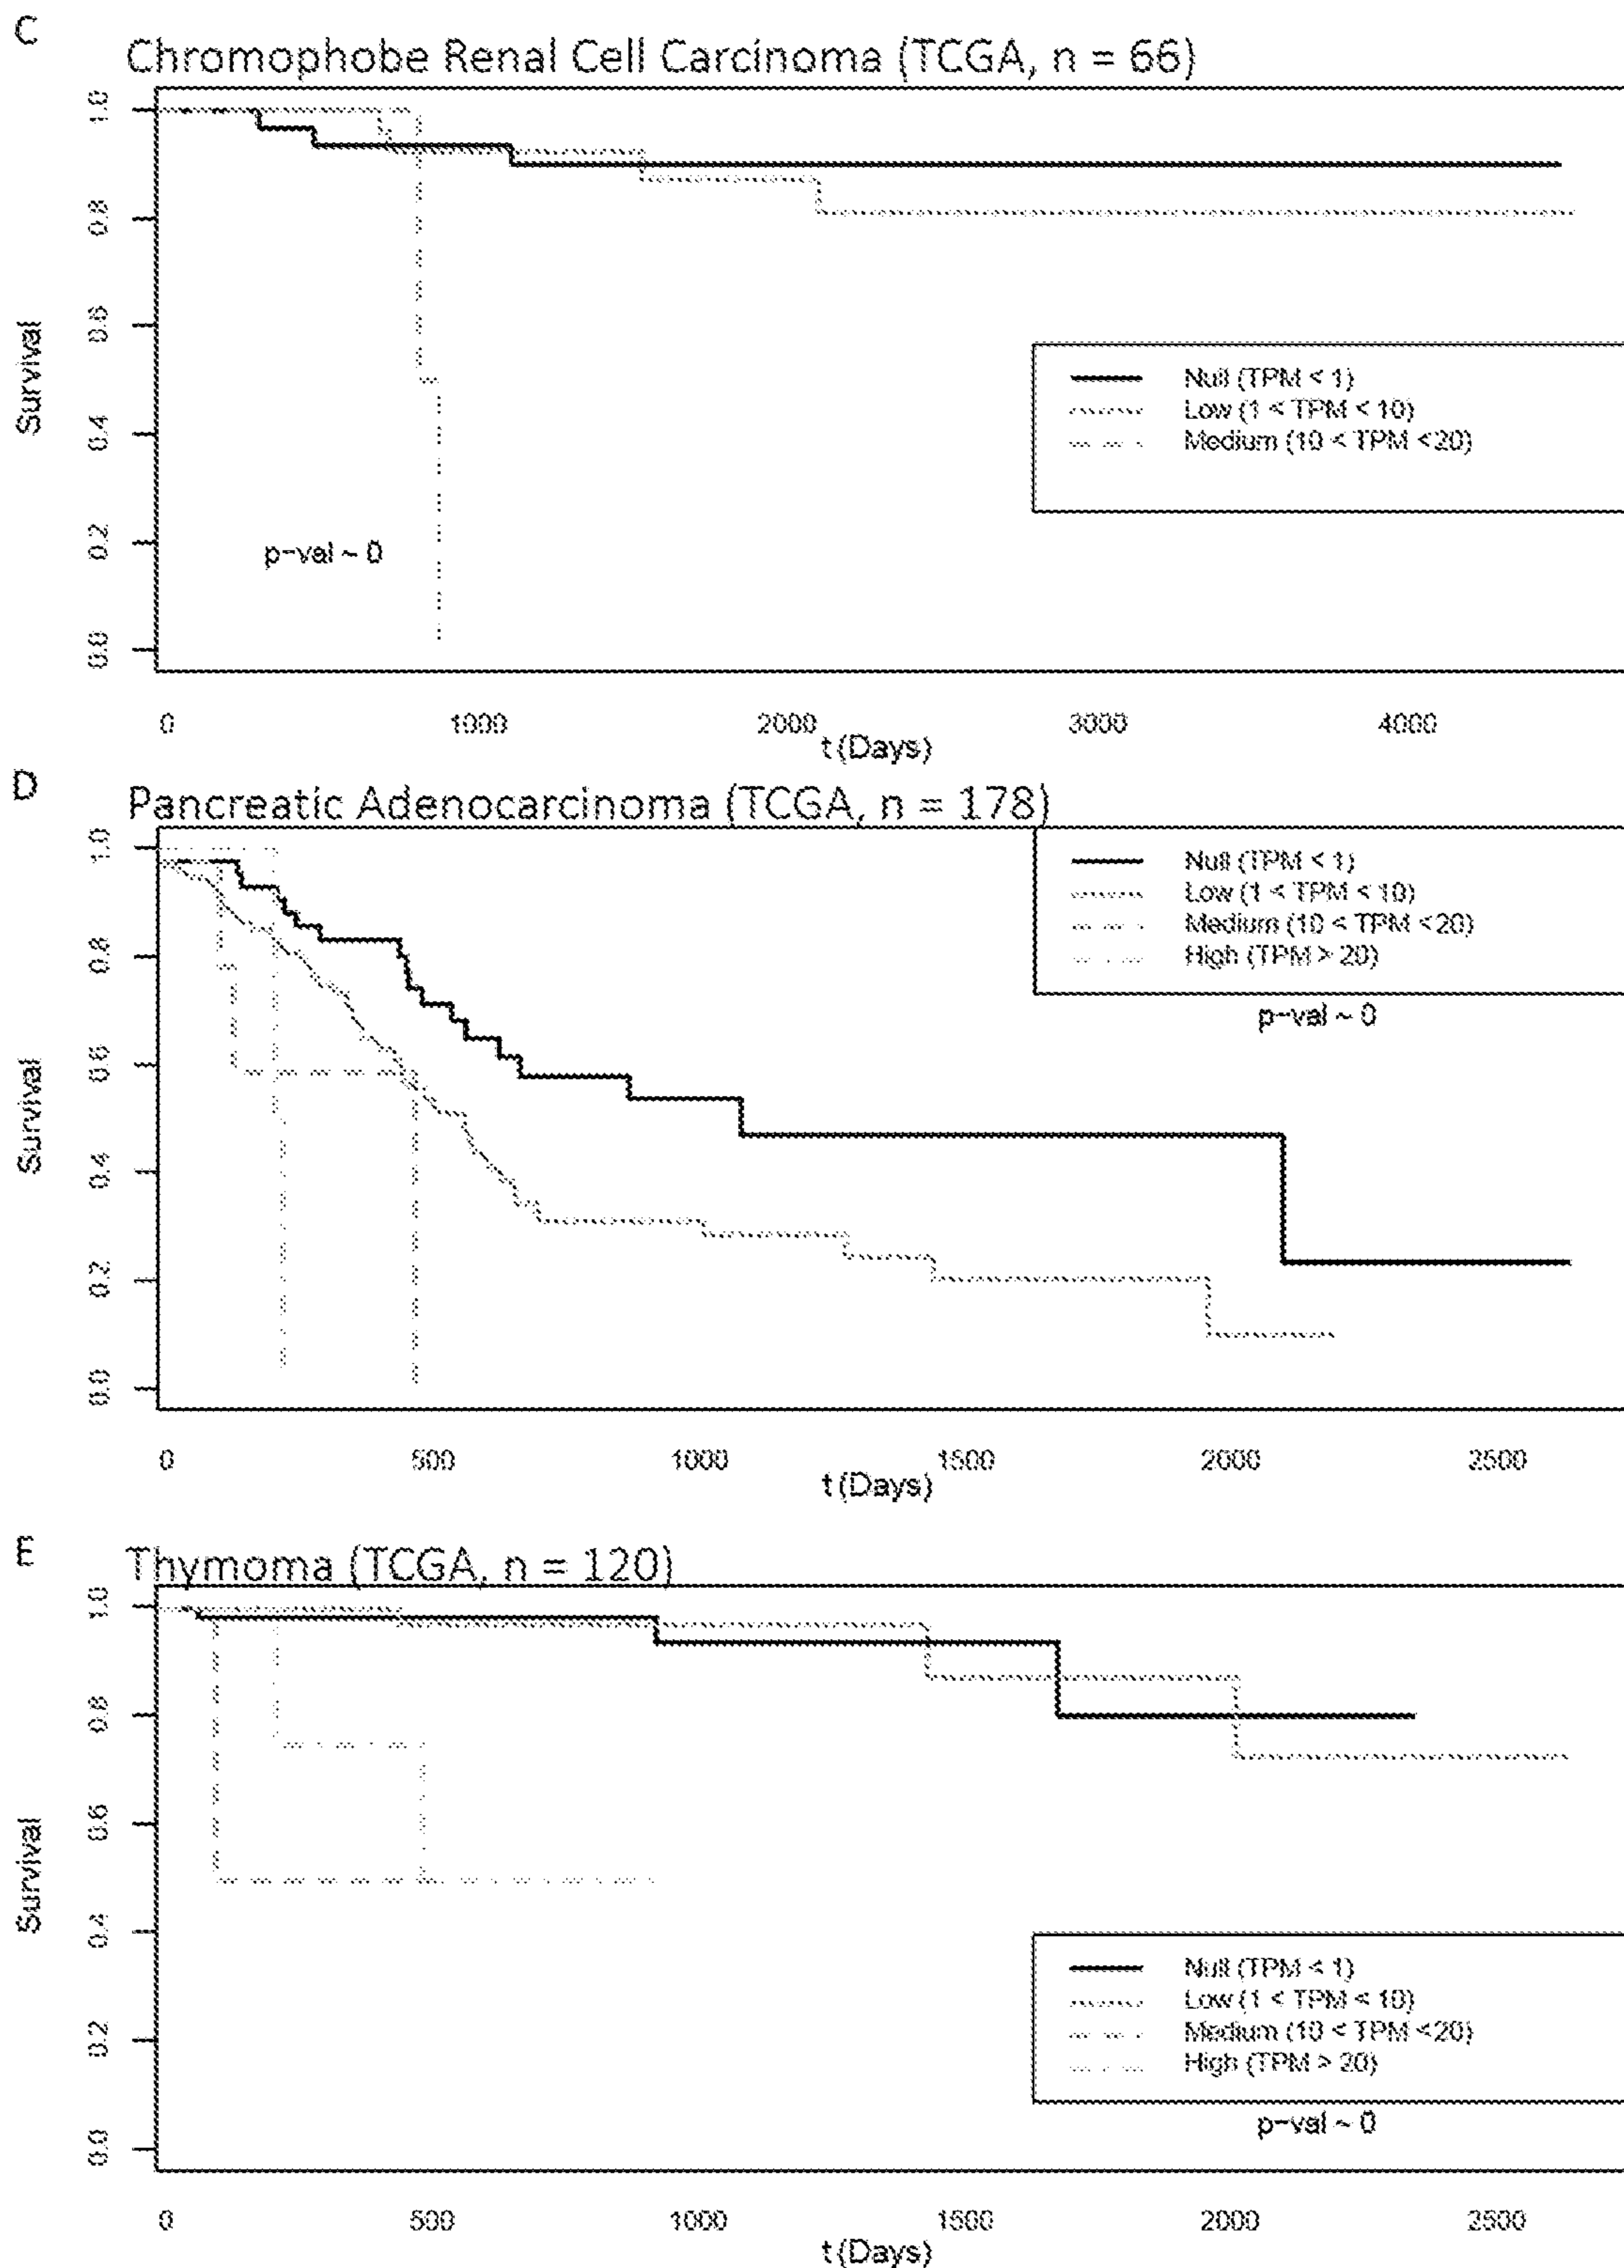 C
Chromophobe Renal Cell Carcinoma (TCGA, n = 66)
1.0
0.8
0.6
0.4
0.2
0.0
Survival
Null (TPM < 1)
Low (1 < TPM < 10)
Medium (10 < TPM <20)
p-val ~ 0
0 1000 2000 3000 4000
t (Days)
D
Pancreatic Adenocarcinoma (TCGA, n = 178)
1.0
0.8
0.6
0.4
0.2
0.0
Survival
Null (TPM < 1)
Low (1 < TPM < 10)
Medium (10 < TPM <20)
High (TPM > 20)
p-val ~ 0
0 500 1000 1500 2000 2500
t (Days)
E
Thymoma (TCGA, n = 120)
1.0
0.8
0.6
0.4
0.2
0.0
Survival
Null (TPM < 1)
Low (1 < TPM < 10)
Medium (10 < TPM <20)
High (TPM > 20)
p-val ~ 0
0 500 1000 1500 2000 2500
t (Days)